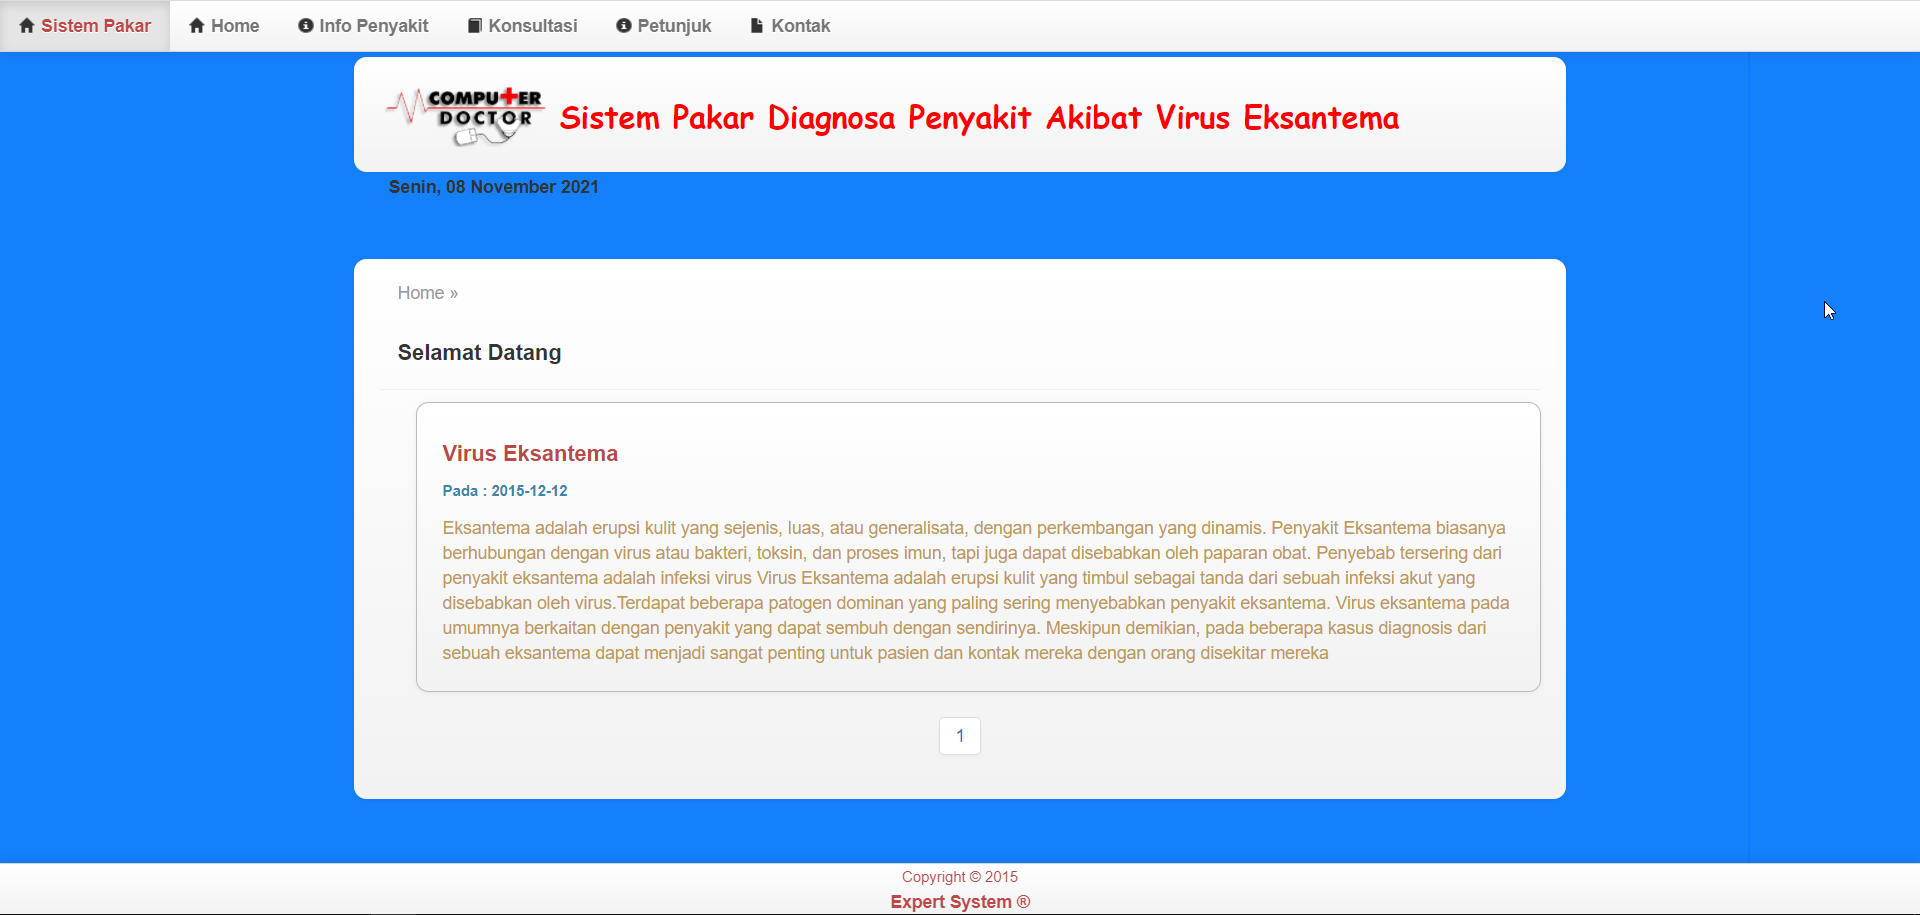 Sistem Pakar Home Info Penyakit Konsultasi Petunjuk Kontak
COMPUTER
DOCTOR
Sistem Pakar Diagnosa Penyakit Akibat Virus Eksantema
Senin, 08 November 2021
Home »
Selamat Datang
Virus Eksantema
Pada : 2015-12-12
Eksantema adalah erupsi kulit yang sejenis, luas, atau generalisata, dengan perkembangan yang dinamis. Penyakit Eksantema biasanya
berhubungan dengan virus atau bakteri, toksin, dan proses imun, tapi juga dapat disebabkan oleh paparan obat. Penyebab tersering dari
penyakit eksantema adalah infeksi virus Virus Eksantema adalah erupsi kulit yang timbul sebagai tanda dari sebuah infeksi akut yang
disebabkan oleh virus.Terdapat beberapa patogen dominan yang paling sering menyebabkan penyakit eksantema. Virus eksantema pada
umumnya berkaitan dengan penyakit yang dapat sembuh dengan sendirinya. Meskipun demikian, pada beberapa kasus diagnosis dari
sebuah eksantema dapat menjadi sangat penting untuk pasien dan kontak mereka dengan orang disekitar mereka
1
Copyright © 2015
Expert System ®